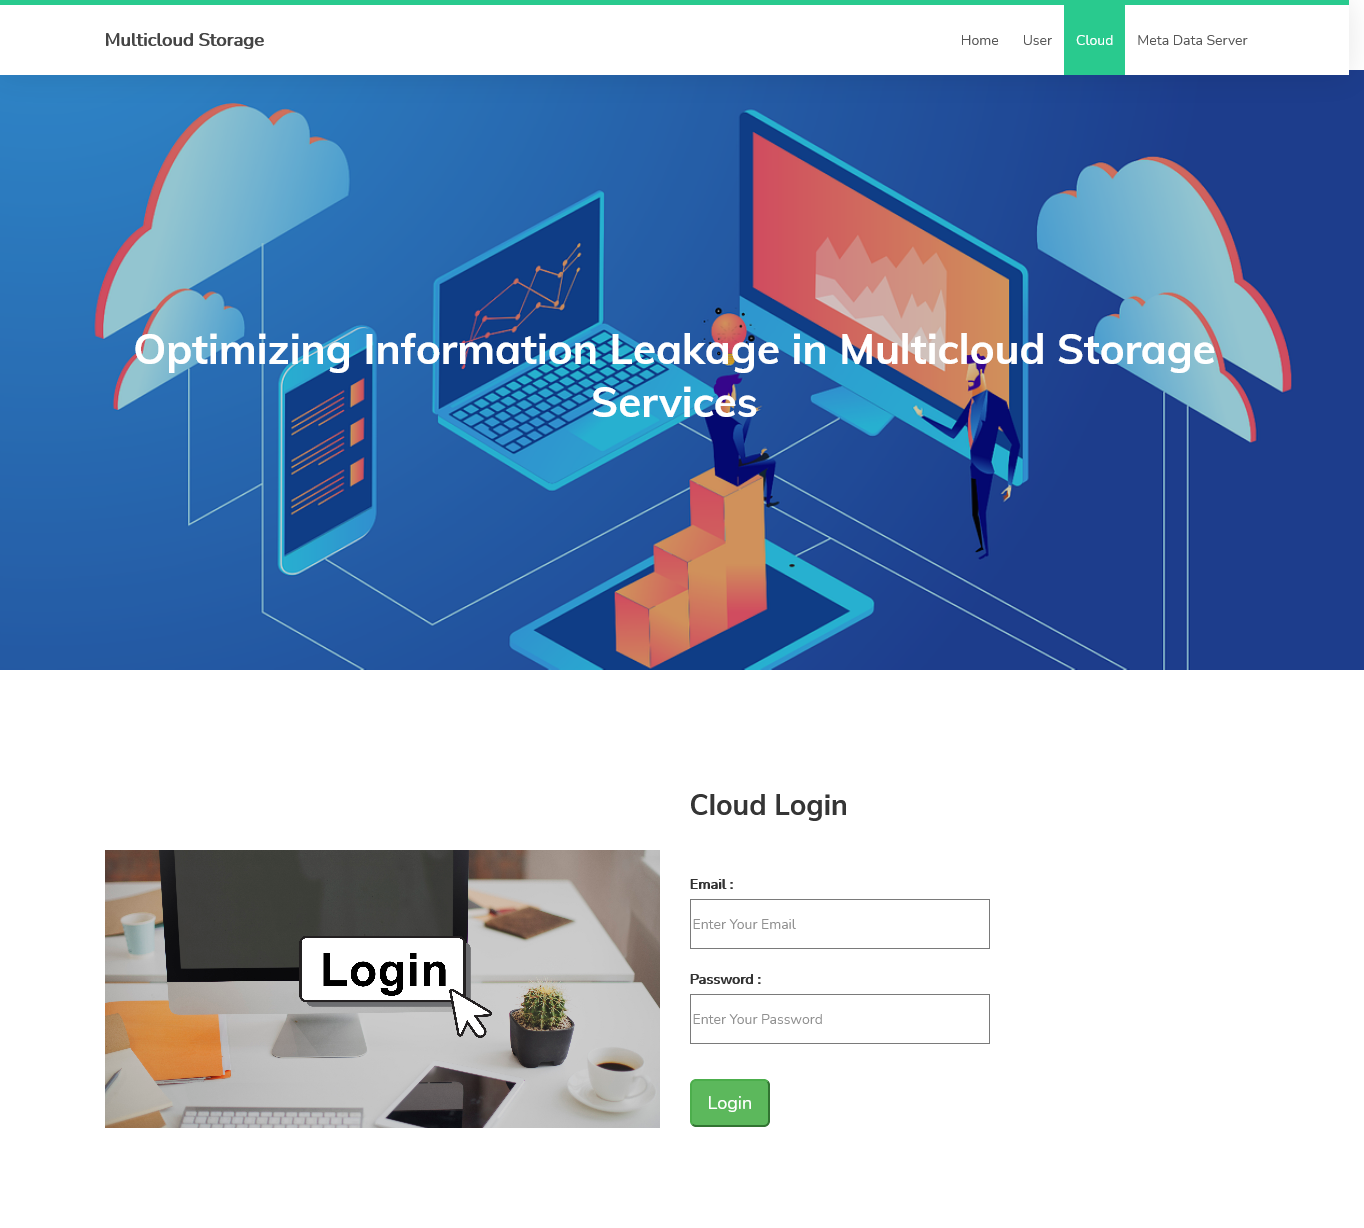 Multicloud Storage
Home
User
Cloud
Meta Data Server
Optimizing Information Leakage in Multicloud Storage
Services
Cloud Login
Login
Email :
Enter Your Email
Password :
Enter Your Password
Login